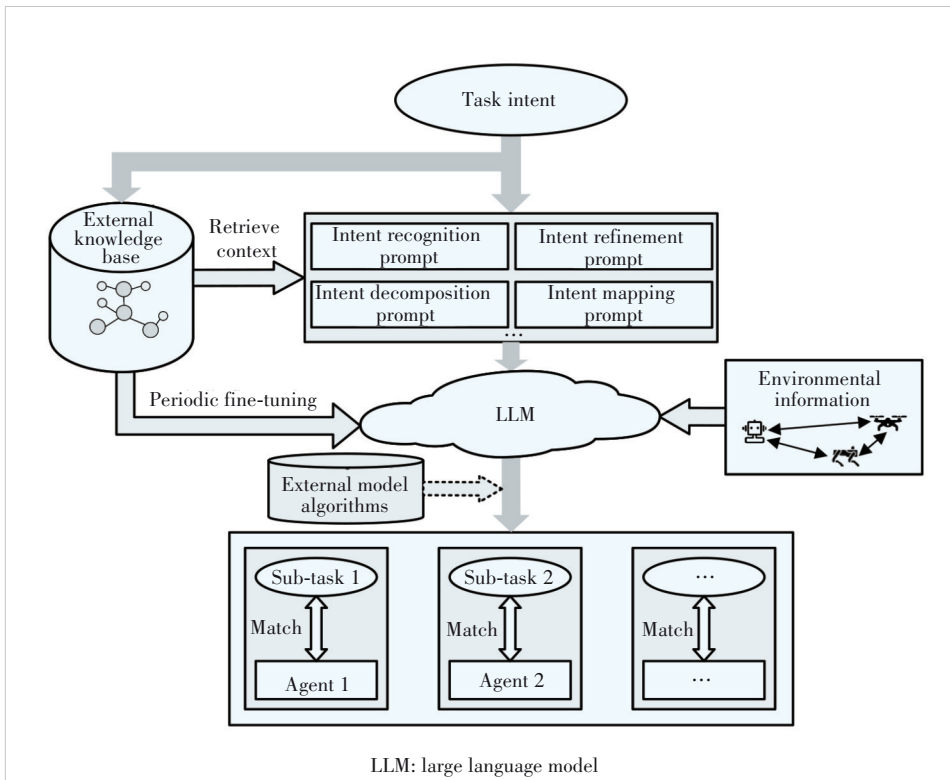 Task intent
External
knowledge
base
Retrieve
context
Intent recognition
prompt
Intent refinement
prompt
Intent decomposition
prompt
Intent mapping
prompt
…
Periodic fine-tuning
LLM
Environmental
information
External model
algorithms
Sub-task 1
Sub-task 2
…
Match
Match
Match
Agent 1
Agent 2
…
LLM: large language model